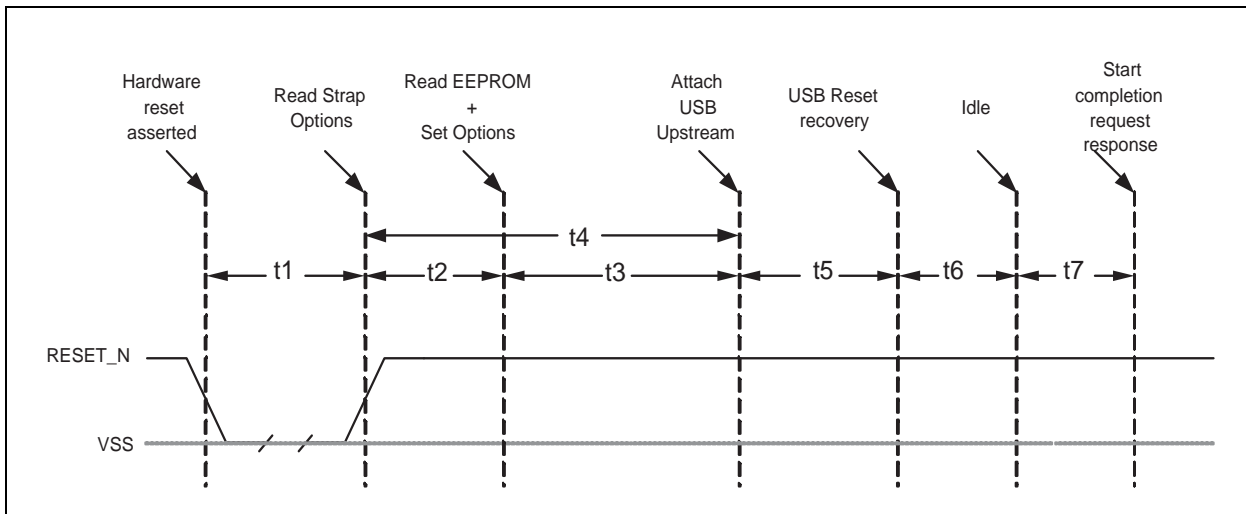 Hardware
reset
asserted
Read Strap
Options
Read EEPROM
+
Set Options
Attach
USB
Upstream
USB Reset
recovery
Idle
Start
completion
request
response
t4
t1
t2
t3
t5
t6
t7
RESET_N
VSS